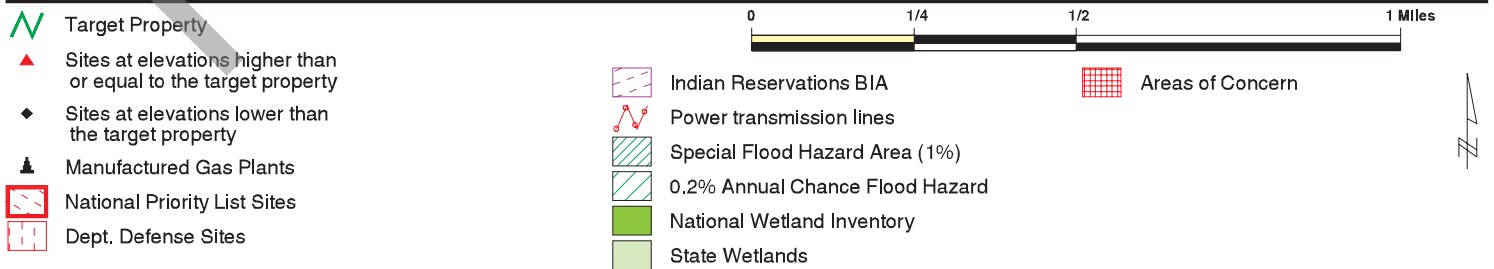 Target Property
Sites at elevations higher than
or equal to the target property
Sites at elevations lower than
the target property
Manufactured Gas Plants
National Priority List Sites
Dept. Defense Sites
0 1/4 1/2 1 Miles
Indian Reservations BIA
Power transmission lines
Special Flood Hazard Area (1%)
0.2% Annual Chance Flood Hazard
National Wetland Inventory
State Wetlands
Areas of Concern